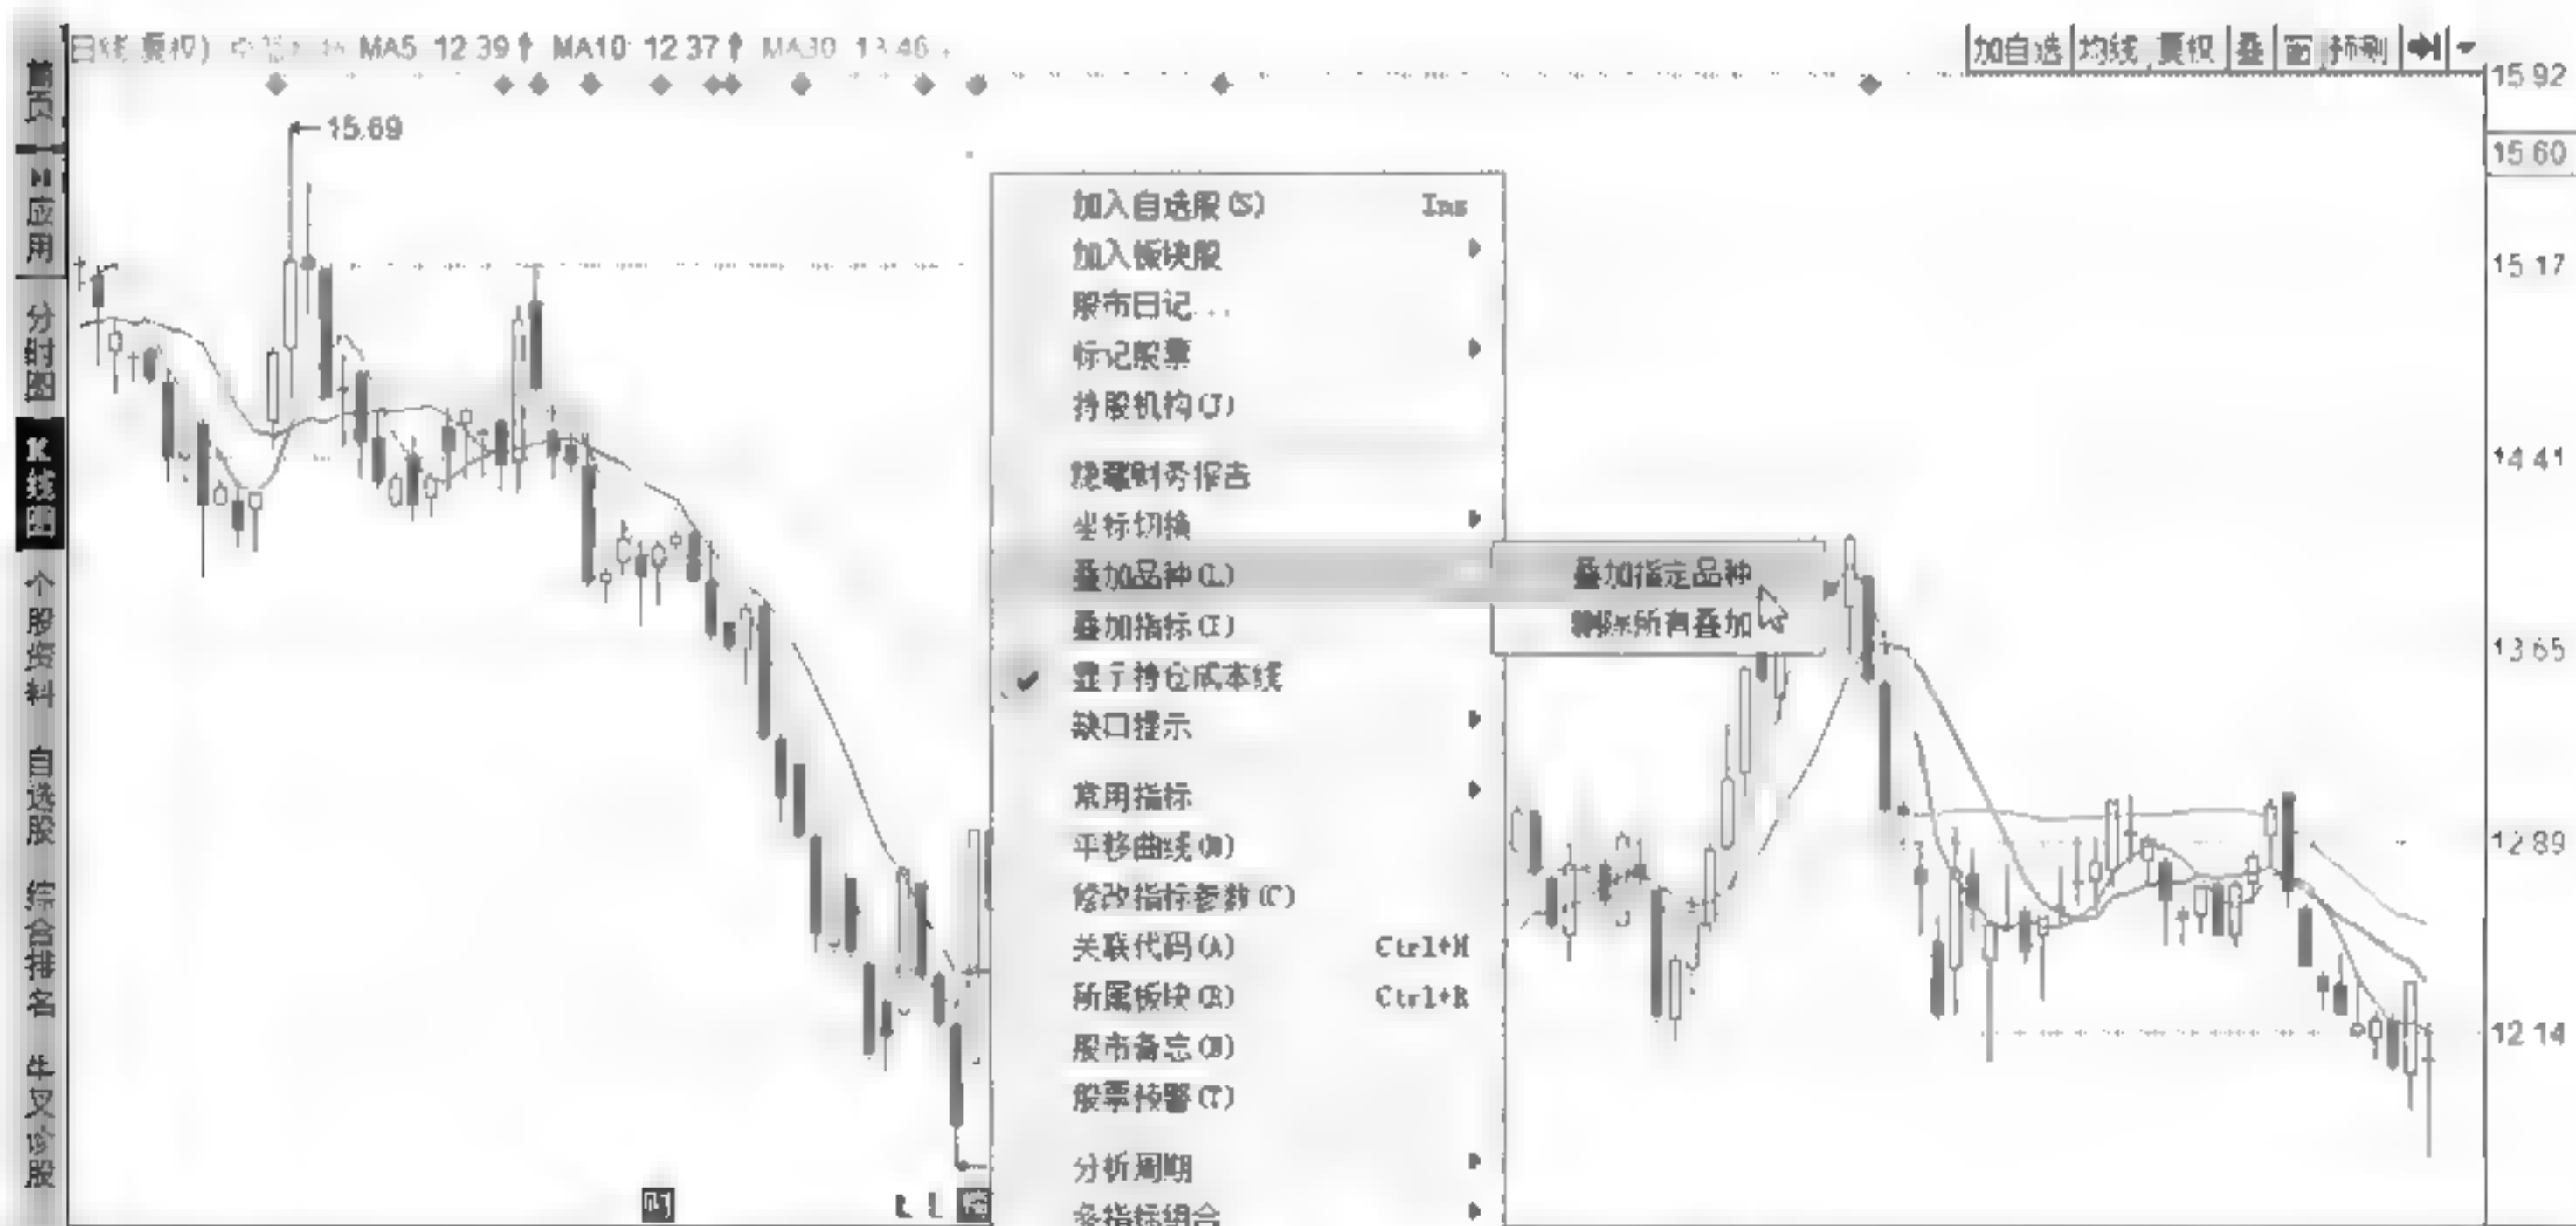 日线 复权) MA5 12 39↑ MA10 12 37↑ MA30
加自选 均线 复权 叠 画 预测
15 92
15 60
15.69
15 17
14 41
13 65
12 89
12 14
首页
应用
分时图
K线图
个股资料
自选股
综合排名
加入自选股(S) Ins
加入板块股
股市日记...
标记股票
持股机构(J)
隐藏财务报告
坐标切换
叠加品种(L)
叠加指定品种
删除所有叠加
叠加指标(I)
显示持仓成本线
缺口提示
常用指标
平移曲线(M)
修改指标参数(C)
关联代码(A) Ctrl+H
所属板块(R) Ctrl+R
股市备忘
股票预警(T)
分析周期
多指标组合